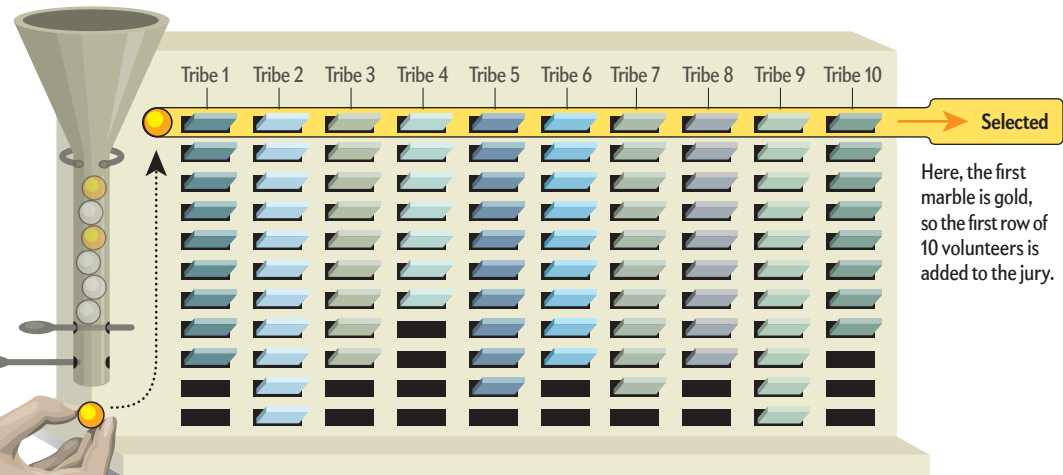 Tribe 1 Tribe 2 Tribe 3 Tribe 4 Tribe 5 Tribe 6 Tribe 7 Tribe 8 Tribe 9 Tribe 10
Selected
Here, the first
marble is gold,
so the first row of
10 volunteers is
added to the jury.